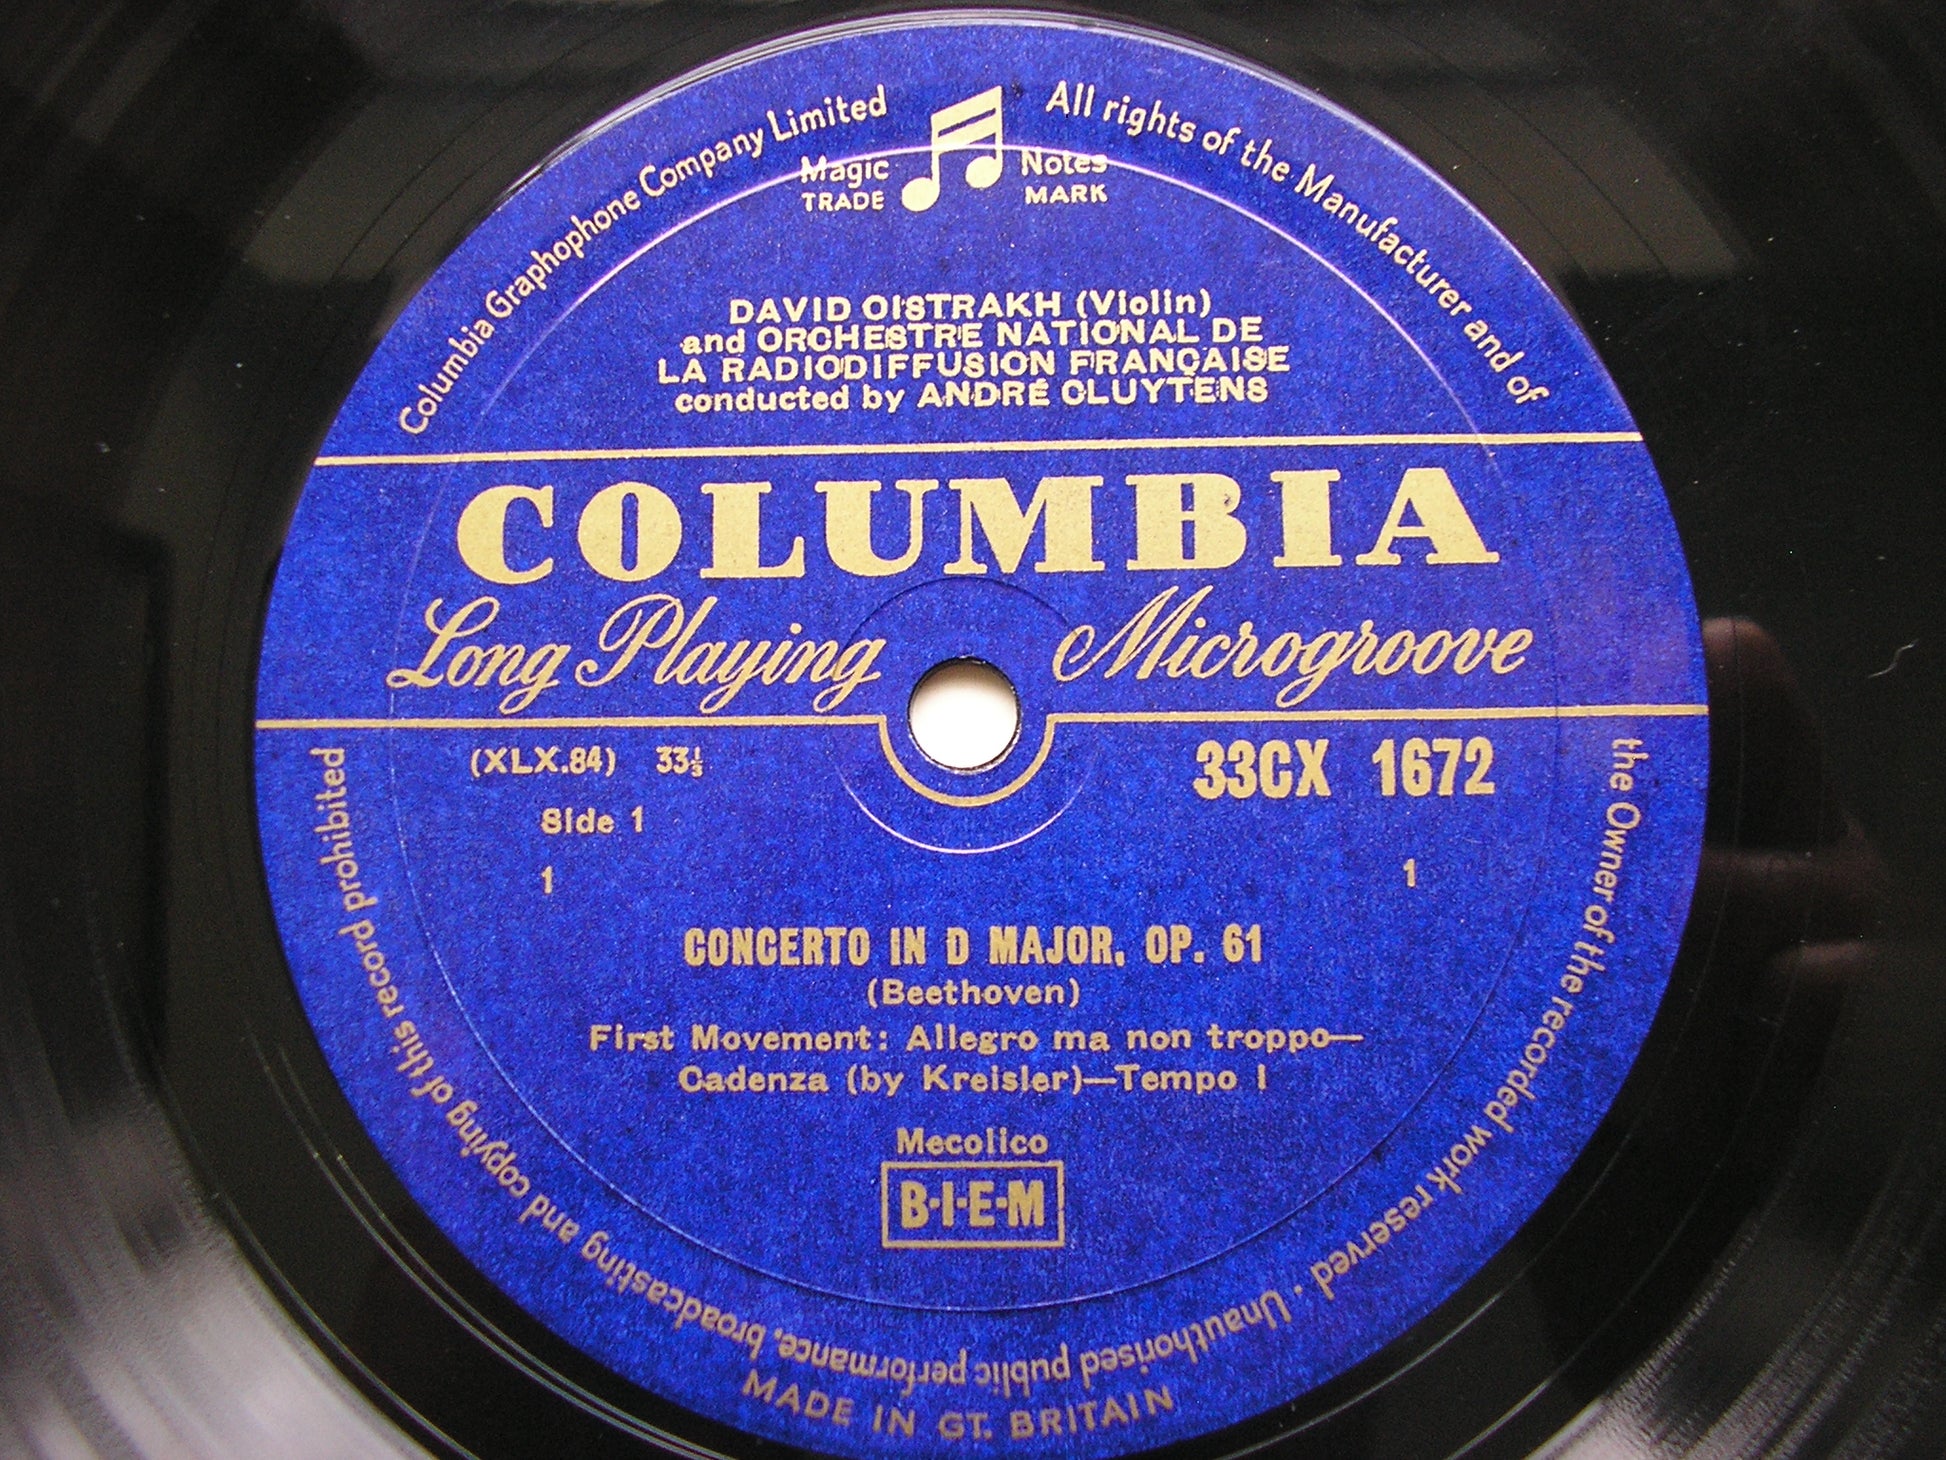 Columbia Graphophone Company Limited
All rights of the Manufacturer and of
the Owner of the recorded work reserved · Unauthorised public performance, broadcasting and copying of this record prohibited
Magic Notes
TRADE MARK
DAVID OISTRAKH (Violin)
and ORCHESTRE NATIONAL DE
LA RADIODIFFUSION FRANÇAISE
conducted by ANDRÉ CLUYTENS
COLUMBIA
Long Playing Microgroove
(XLX.84) 33⅓ 33CX 1672
Side 1
1 1
CONCERTO IN D MAJOR, OP. 61
(Beethoven)
First Movement: Allegro ma non troppo—
Cadenza (by Kreisler)—Tempo I
Mecolico
B·I·E·M
MADE IN GT. BRITAIN